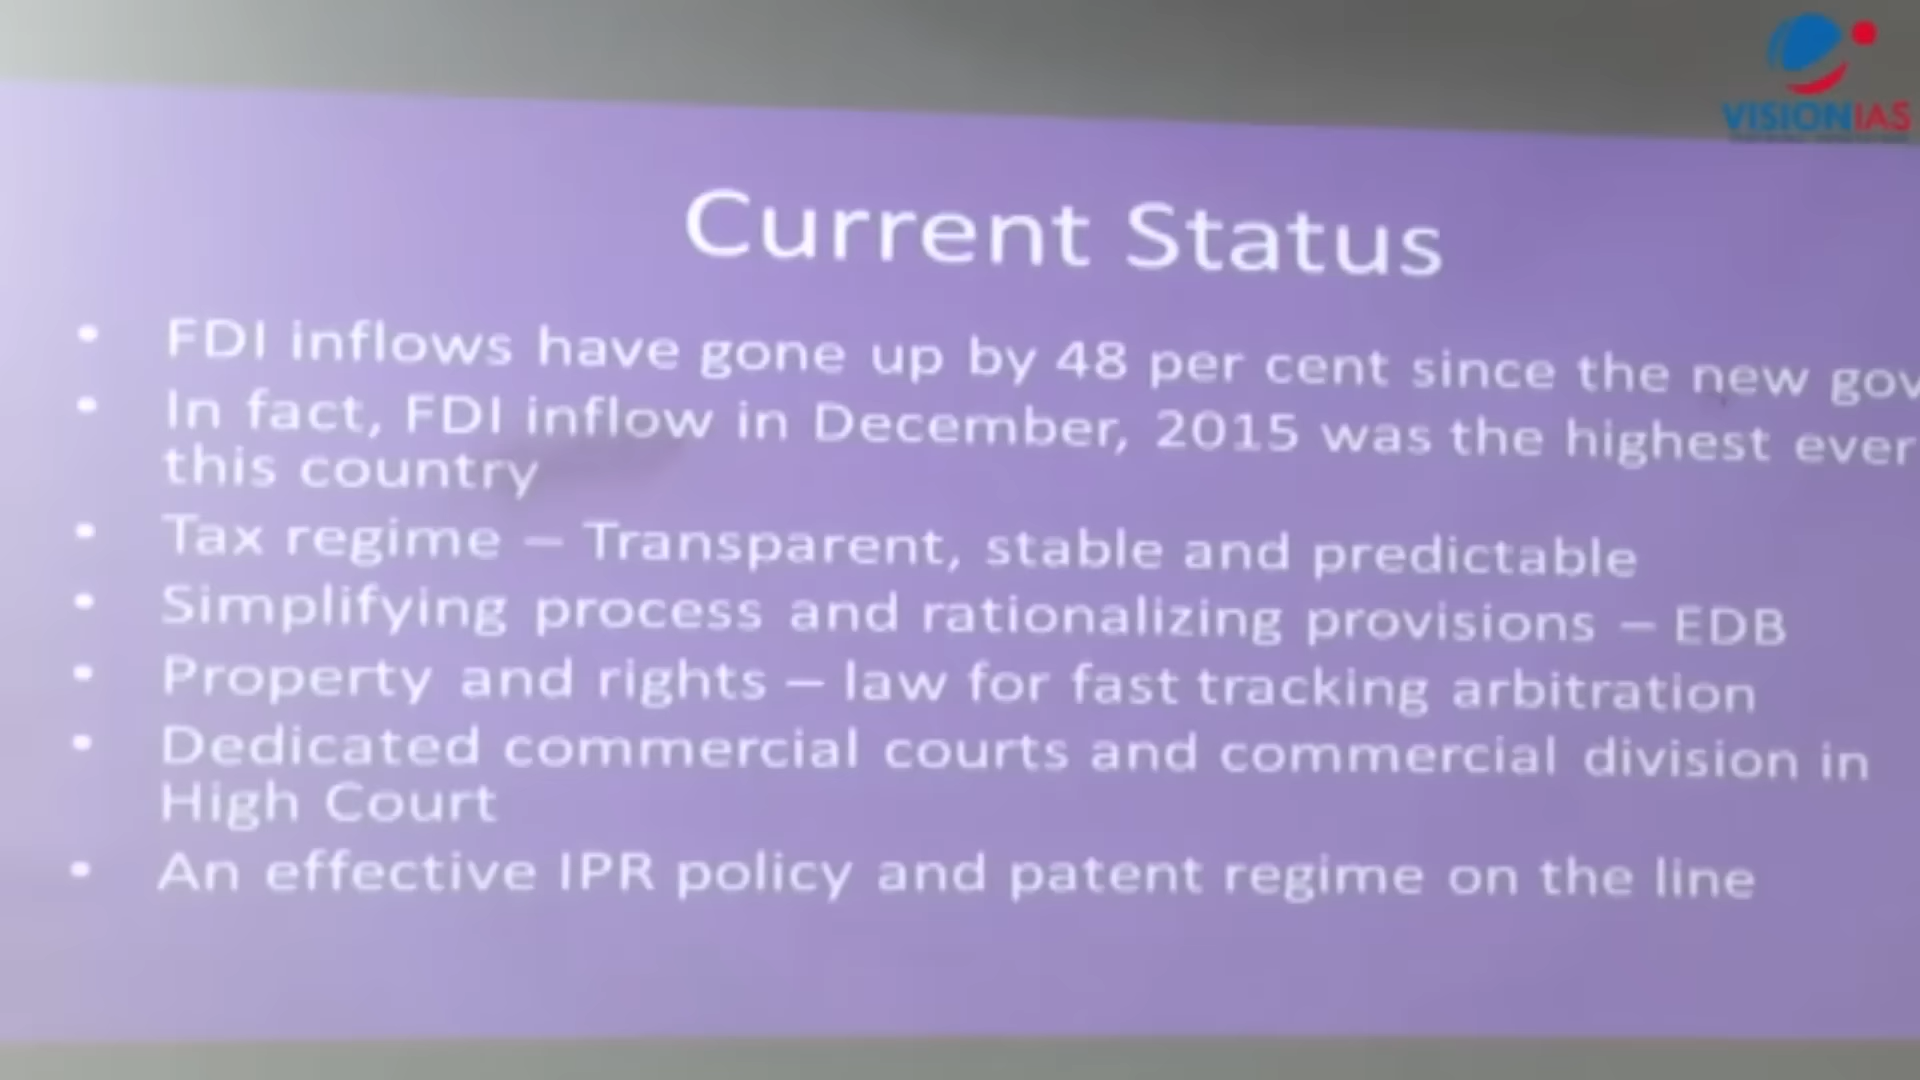 VISIONIAS
Current Status
• FDI inflows have gone up by 48 per cent since the new gov
• In fact, FDI inflow in December, 2015 was the highest ever
this country
• Tax regime – Transparent, stable and predictable
• Simplifying process and rationalizing provisions – EDB
• Property and rights – law for fast tracking arbitration
• Dedicated commercial courts and commercial division in
High Court
• An effective IPR policy and patent regime on the line